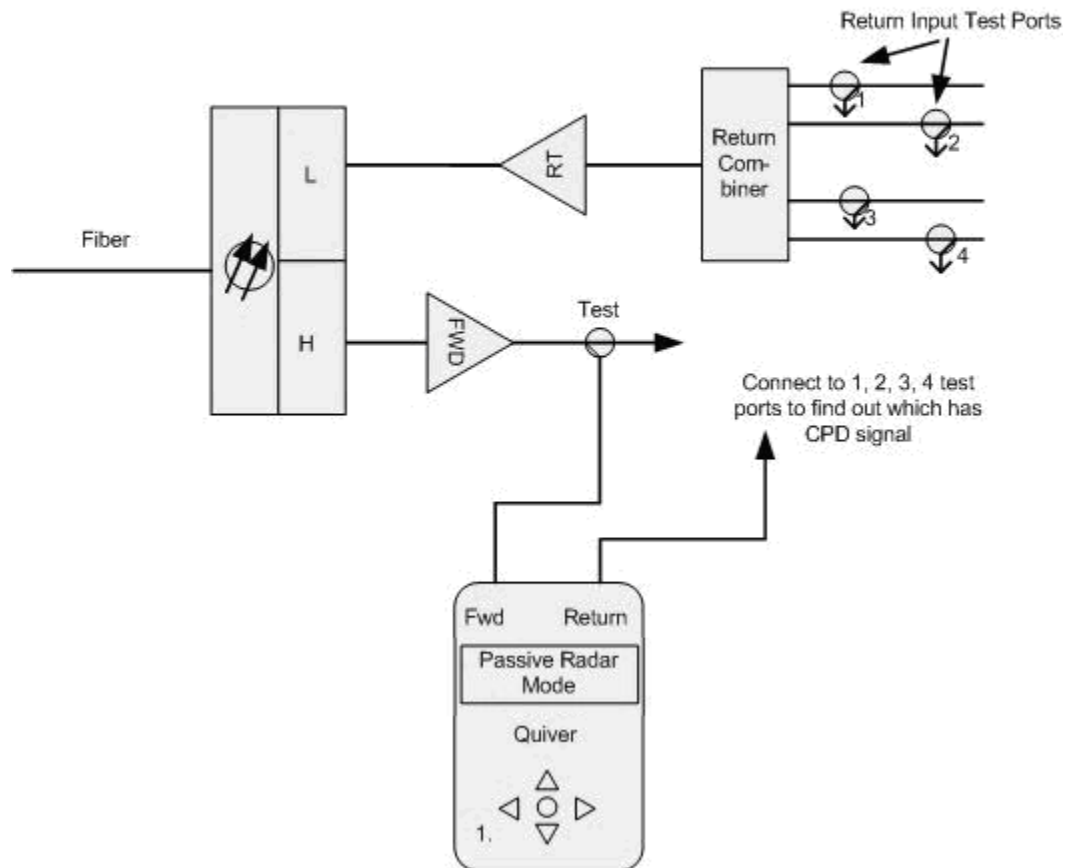 Return Input Test Ports
1
2
3
4
Return
Com-
biner
RT
L
Fiber
H
FWD
Test
Connect to 1, 2, 3, 4 test
ports to find out which has
CPD signal
Fwd
Return
Passive Radar
Mode
Quiver
1.